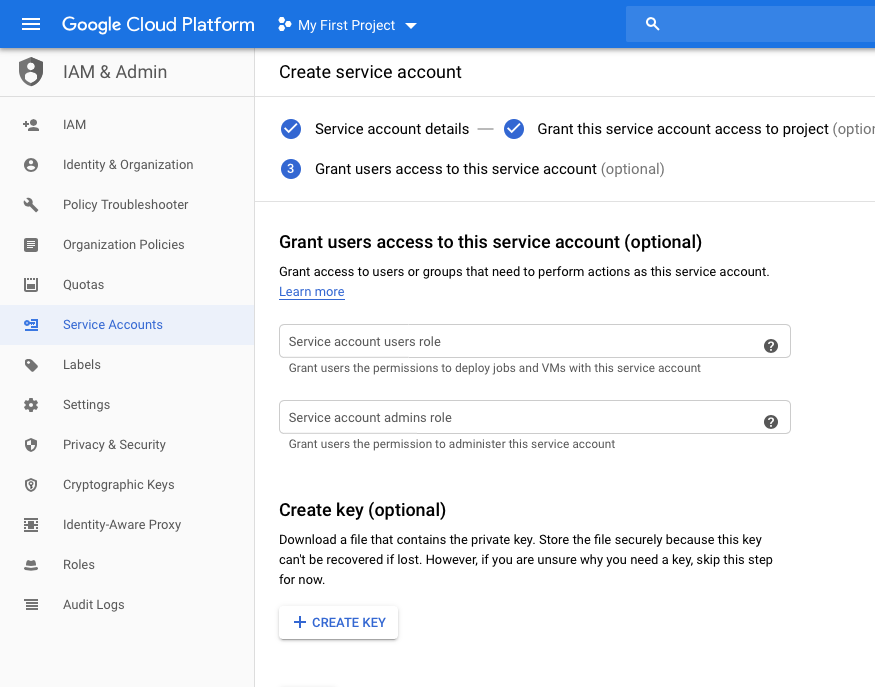 Google Cloud Platform
My First Project
IAM & Admin
Create service account
IAM
Identity & Organization
Policy Troubleshooter
Organization Policies
Quotas
Service Accounts
Labels
Settings
Privacy & Security
Cryptographic Keys
Identity-Aware Proxy
Roles
Audit Logs
Service account details — Grant this service account access to project (option
3 Grant users access to this service account (optional)
Grant users access to this service account (optional)
Grant access to users or groups that need to perform actions as this service account.
Learn more
Service account users role
?
Grant users the permissions to deploy jobs and VMs with this service account
Service account admins role
?
Grant users the permission to administer this service account
Create key (optional)
Download a file that contains the private key. Store the file securely because this key
can't be recovered if lost. However, if you are unsure why you need a key, skip this step
for now.
+ CREATE KEY